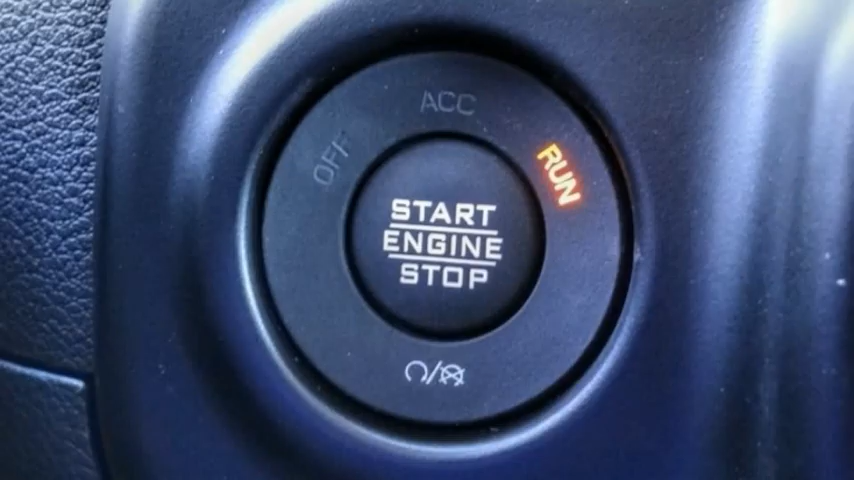 ACC
OFF
RUN
START
ENGINE
STOP